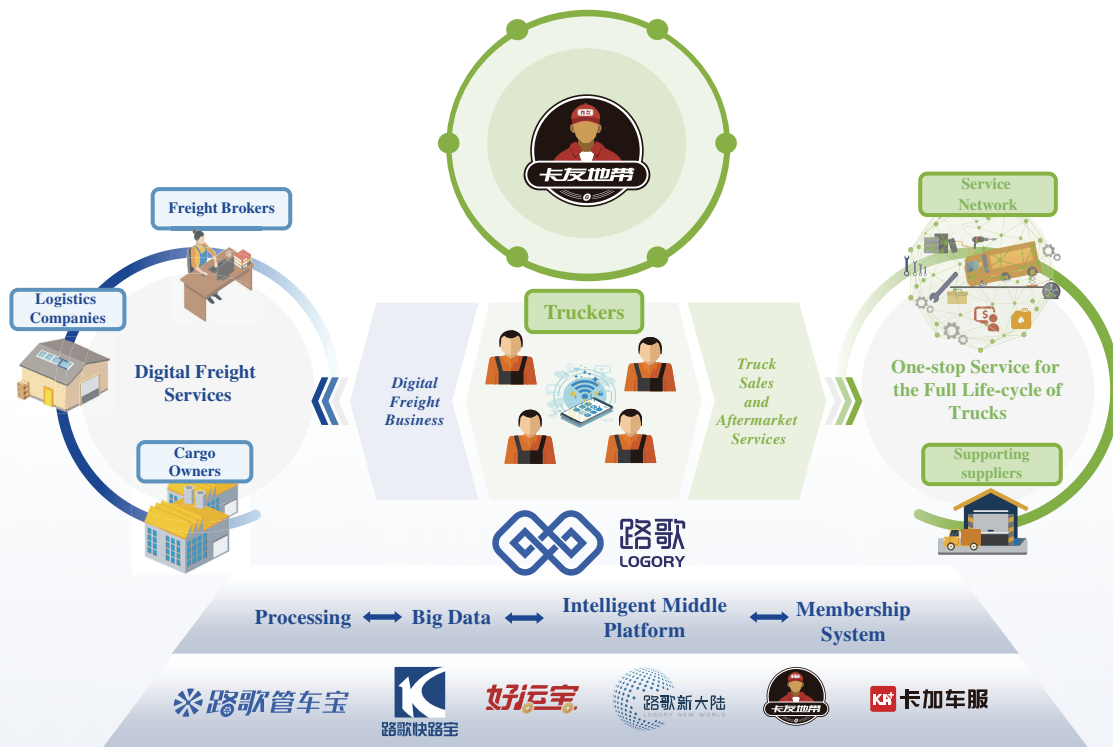 卡友地带
Freight Brokers
Service
Network
Logistics
Companies
Truckers
Digital Freight
Services
Digital
Freight
Business
Truck
Sales
and
Aftermarket
Services
One-stop Service for
the Full Life-cycle of
Trucks
Cargo
Owners
Supporting
suppliers
路歌
LOGORY
Processing
Big Data
Intelligent Middle
Platform
Membership
System
路歌管车宝
路歌快路宝
好运宝
路歌新大陆
LOGORY NEW WORLD
卡友地带
卡加车服